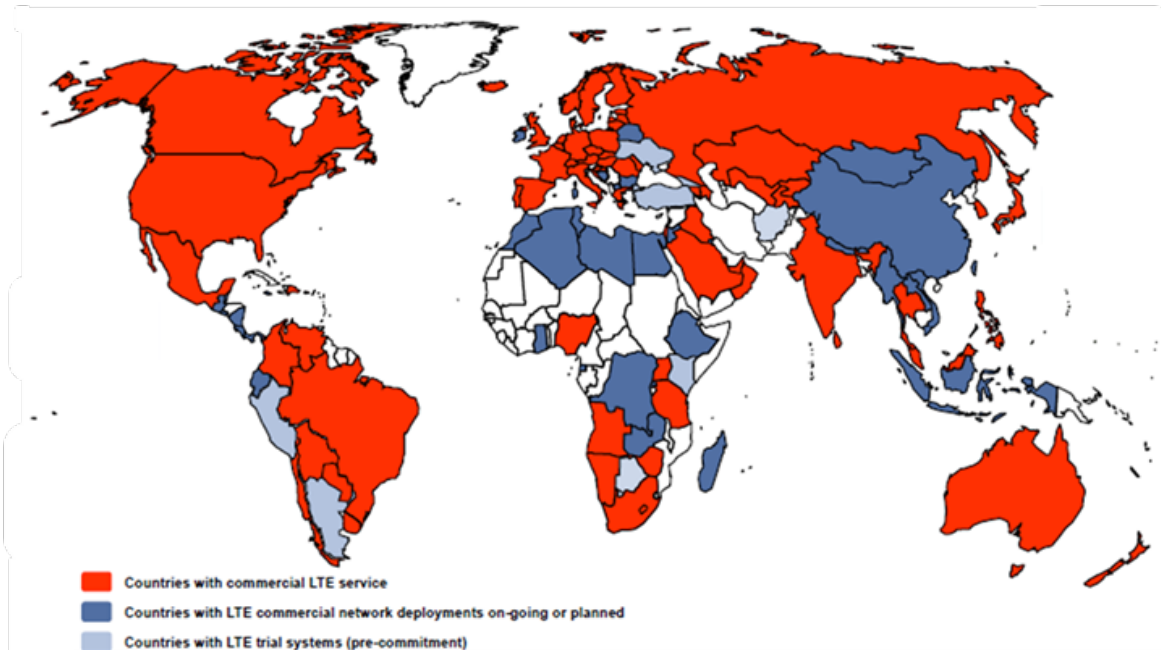 Countries with commercial LTE service
Countries with LTE commercial network deployments on-going or planned
Countries with LTE trial systems (pre-commitment)